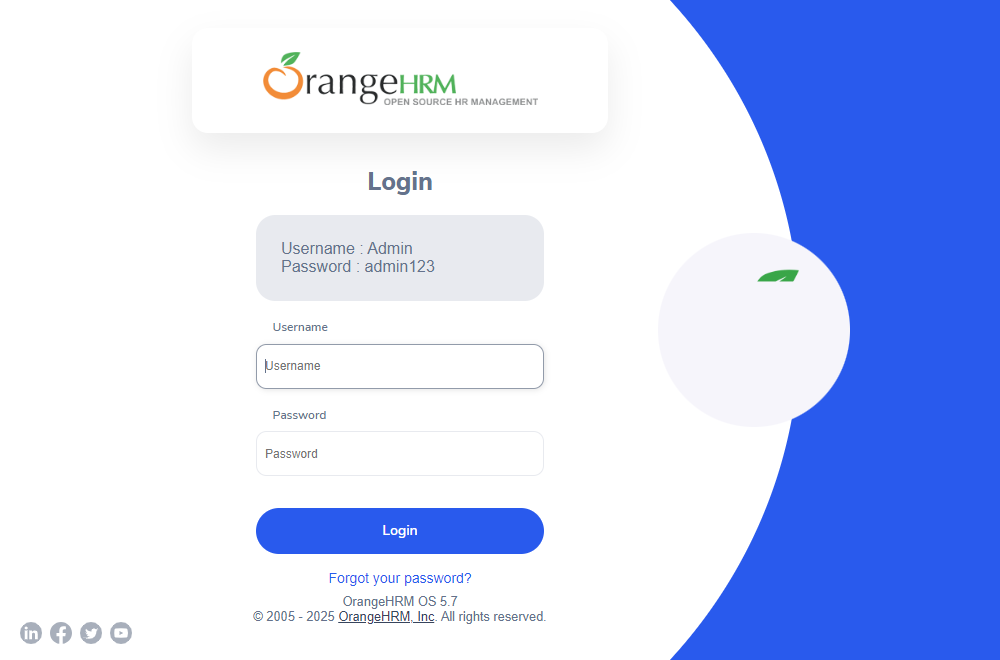 OrangeHRM
OPEN SOURCE HR MANAGEMENT
Login
Username : Admin
Password : admin123
Username
Username
Password
Password
Login
Forgot your password?
OrangeHRM OS 5.7
© 2005 - 2025 OrangeHRM, Inc. All rights reserved.
in